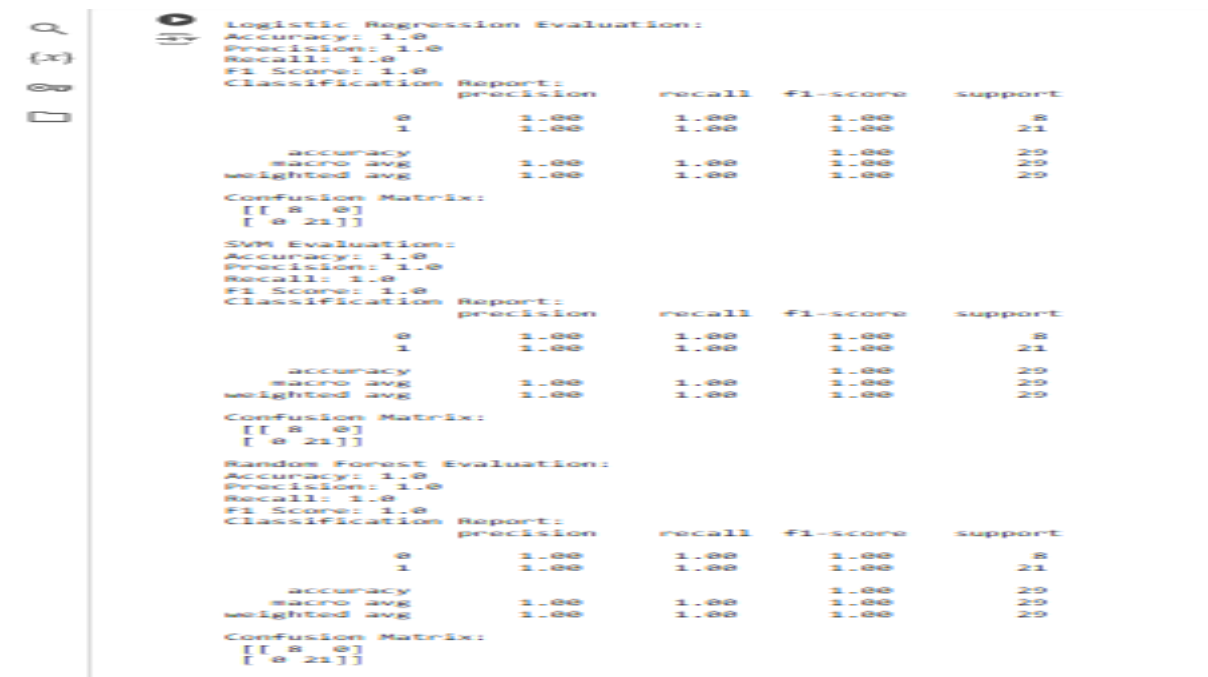 {x}
Logistic Regression Evaluation:
Accuracy: 1.0
Precision: 1.0
Recall: 1.0
F1 Score: 1.0
Classification Report:
precision recall f1-score support
0 1.00 1.00 1.00 8
1 1.00 1.00 1.00 21
accuracy 1.00 29
macro avg 1.00 1.00 1.00 29
weighted avg 1.00 1.00 1.00 29
Confusion Matrix:
[[ 8 0]
[ 0 21]]
SVM Evaluation:
Accuracy: 1.0
Precision: 1.0
Recall: 1.0
F1 Score: 1.0
Classification Report:
precision recall f1-score support
0 1.00 1.00 1.00 8
1 1.00 1.00 1.00 21
accuracy 1.00 29
macro avg 1.00 1.00 1.00 29
weighted avg 1.00 1.00 1.00 29
Confusion Matrix:
[[ 8 0]
[ 0 21]]
Random Forest Evaluation:
Accuracy: 1.0
Precision: 1.0
Recall: 1.0
F1 Score: 1.0
Classification Report:
precision recall f1-score support
0 1.00 1.00 1.00 8
1 1.00 1.00 1.00 21
accuracy 1.00 29
macro avg 1.00 1.00 1.00 29
weighted avg 1.00 1.00 1.00 29
Confusion Matrix:
[[ 8 0]
[ 0 21]]